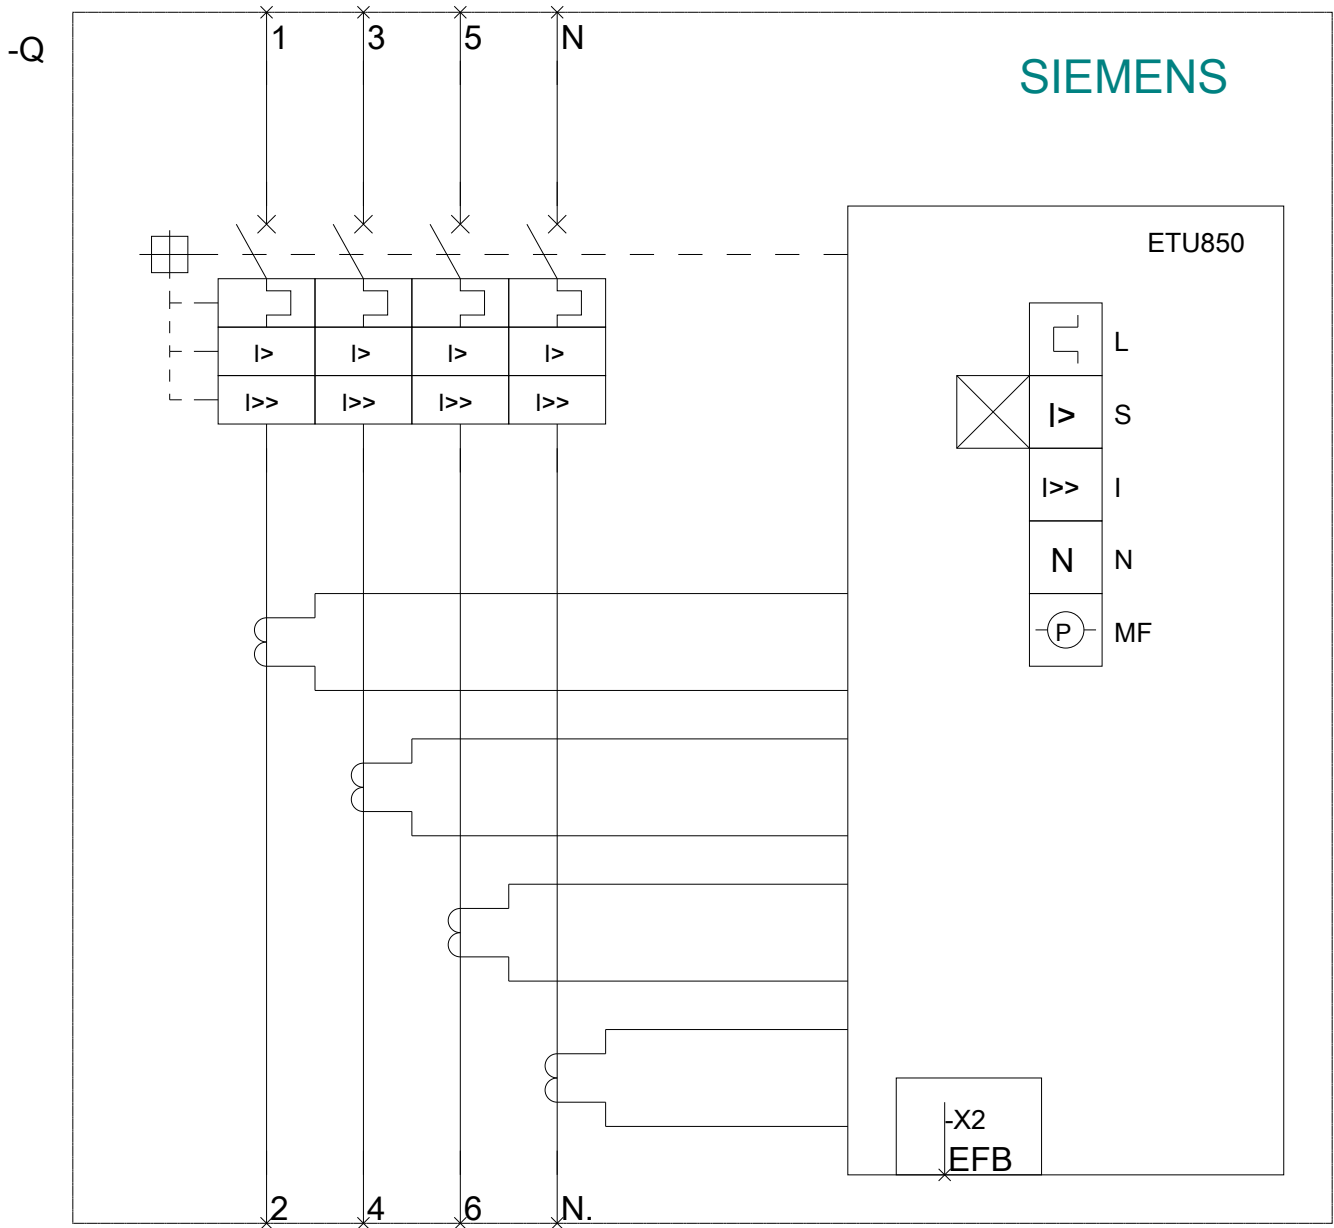 1 3 5 N
-Q
SIEMENS
ETU850
L
I> I> I> I>
I>> I>> I>> I>>
I> S
I>> I
N N
P MF
-X2
EFB
2 4 6 N.